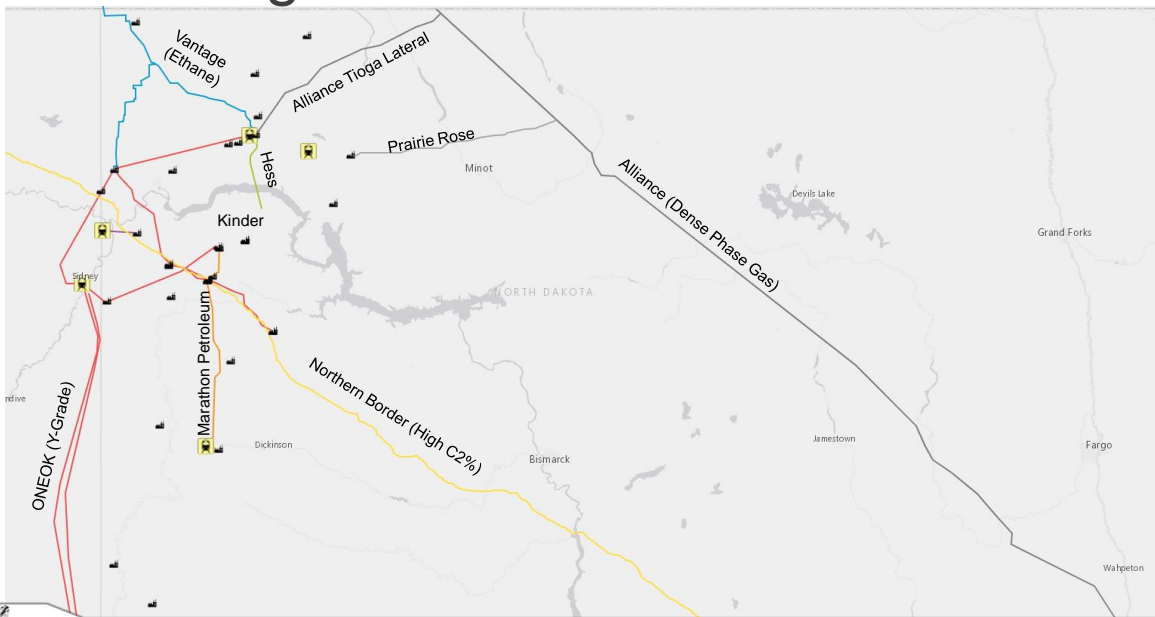 Vantage
(Ethane)
Alliance Tioga Lateral
Prairie Rose
Hess
Minot
Alliance (Dense Phase Gas)
Devils Lake
Kinder
Grand Forks
Sidney
NORTH DAKOTA
Marathon Petroleum
Northern Border (High C2%)
ONEOK (Y-Grade)
ndive
Dickinson
Bismarck
Jamestown
Fargo
Wahpeton